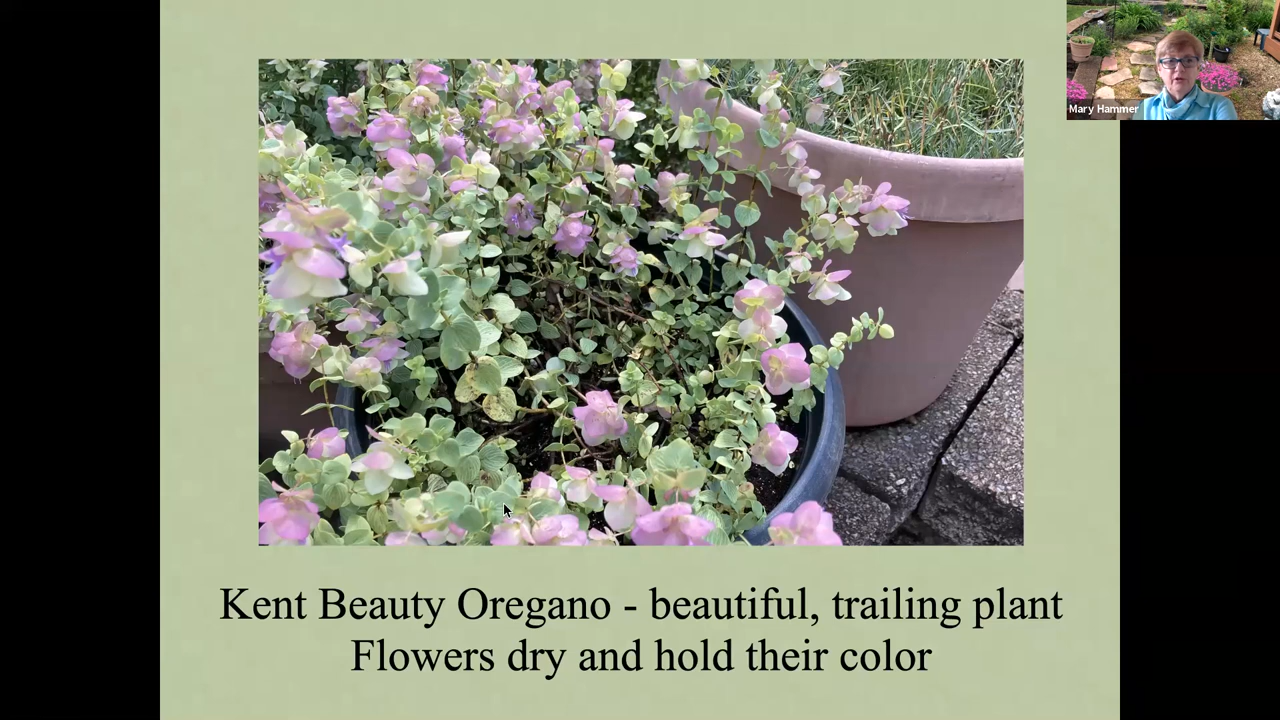 Mary Hammer
Kent Beauty Oregano - beautiful, trailing plant
Flowers dry and hold their color